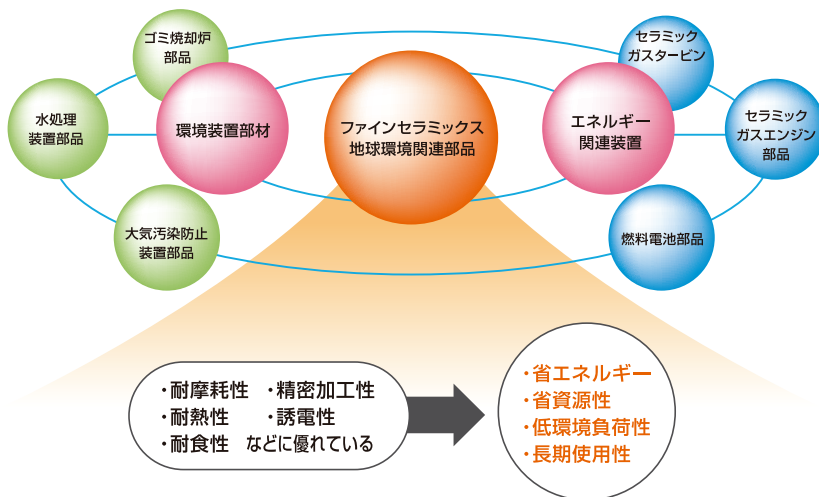 ゴミ焼却炉
部品
水処理
装置部品
環境装置部材
大気汚染防止
装置部品
ファインセラミックス
地球環境関連部品
エネルギー
関連装置
セラミック
ガスタービン
セラミック
ガスエンジン
部品
燃料電池部品
・耐摩耗性 ・精密加工性
・耐熱性 ・誘電性
・耐食性 などに優れている
・省エネルギー
・省資源性
・低環境負荷性
・長期使用性